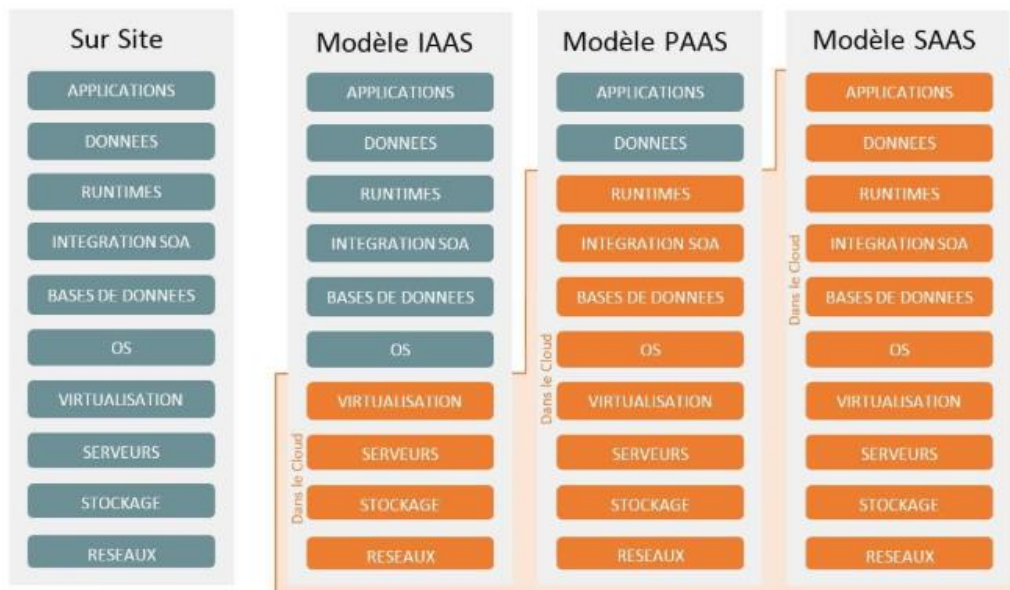 Sur Site
APPLICATIONS
DONNEES
RUNTIMES
INTEGRATION SOA
BASES DE DONNEES
OS
VIRTUALISATION
SERVEURS
STOCKAGE
RESEAUX
Modèle IAAS
APPLICATIONS
DONNEES
RUNTIMES
INTEGRATION SOA
BASES DE DONNEES
OS
VIRTUALISATION
SERVEURS
STOCKAGE
RESEAUX
Dans le Cloud
Modèle PAAS
APPLICATIONS
DONNEES
RUNTIMES
INTEGRATION SOA
BASES DE DONNEES
OS
VIRTUALISATION
SERVEURS
STOCKAGE
RESEAUX
Dans le Cloud
Modèle SAAS
APPLICATIONS
DONNEES
RUNTIMES
INTEGRATION SOA
BASES DE DONNEES
OS
VIRTUALISATION
SERVEURS
STOCKAGE
RESEAUX
Dans le Cloud